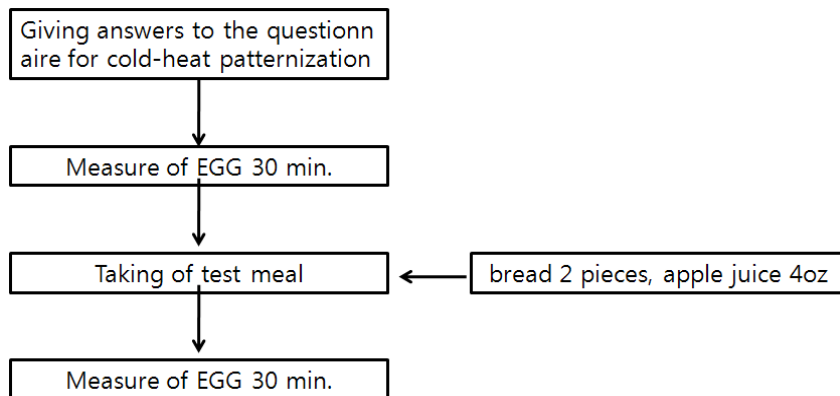 Giving answers to the questionn
aire for cold-heat patternization
Measure of EGG 30 min.
Taking of test meal
bread 2 pieces, apple juice 4oz
Measure of EGG 30 min.